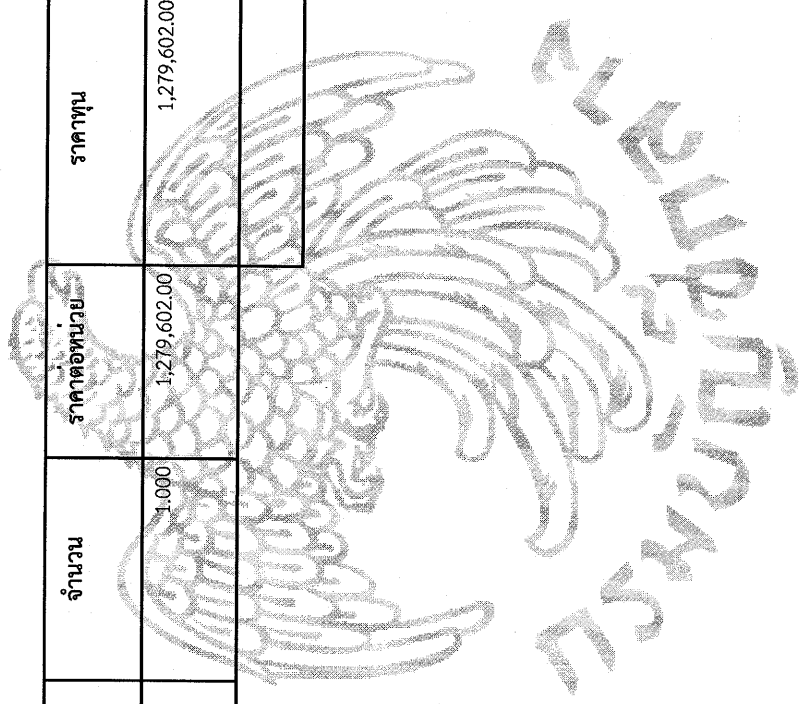 จำนวน ราคาต่อหน่วย ราคาทุน
1.000 1,279,602.00 1,279,602.00
กรมบัญชีกลาง